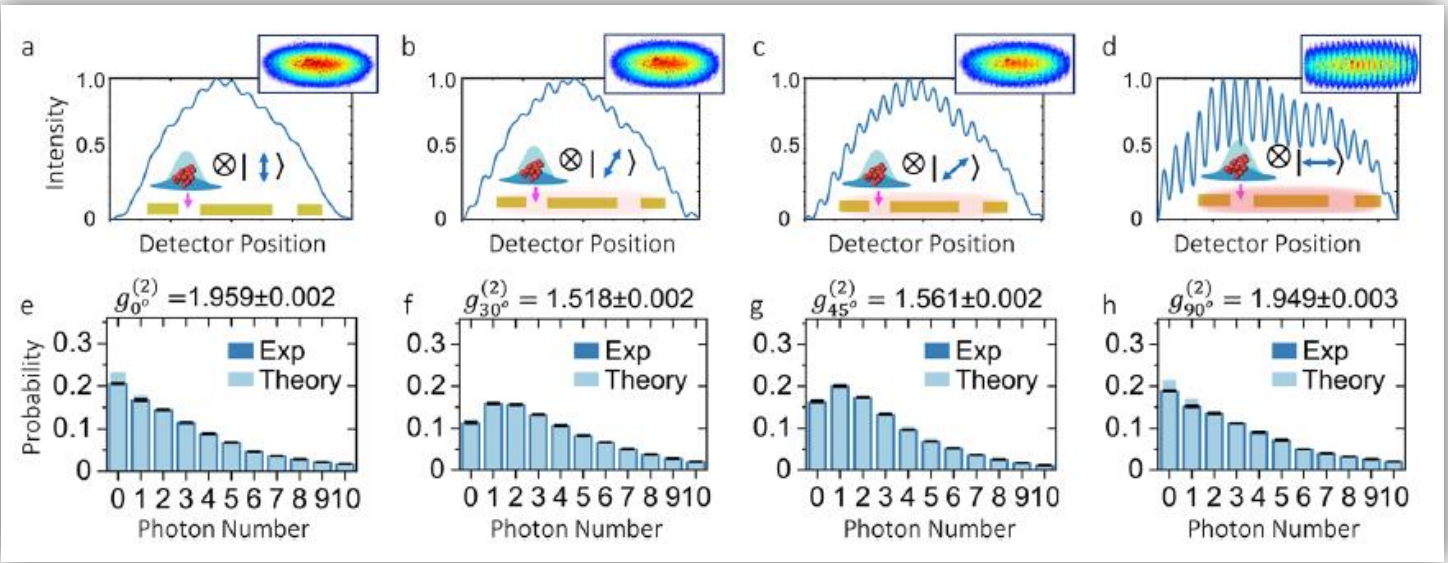 a
b
c
d
Intensity
1.0
0.5
0
⊗|↕⟩
Detector Position
1.0
0.5
0
⊗|⤢⟩
Detector Position
1.0
0.5
0
⊗|⤢⟩
Detector Position
1.0
0.5
0
⊗|↔⟩
Detector Position
e
g_{0°}^{(2)} =1.959±0.002
Probability
0.3
0.2
0.1
0
Exp
Theory
0 1 2 3 4 5 6 7 8 910
Photon Number
f
g_{30°}^{(2)} = 1.518±0.002
0.3
0.2
0.1
0
Exp
Theory
0 1 2 3 4 5 6 7 8 910
Photon Number
g
g_{45°}^{(2)} = 1.561±0.002
0.3
0.2
0.1
0
Exp
Theory
0 1 2 3 4 5 6 7 8 910
Photon Number
h
g_{90°}^{(2)} = 1.949±0.003
0.3
0.2
0.1
0
Exp
Theory
0 1 2 3 4 5 6 7 8 910
Photon Number